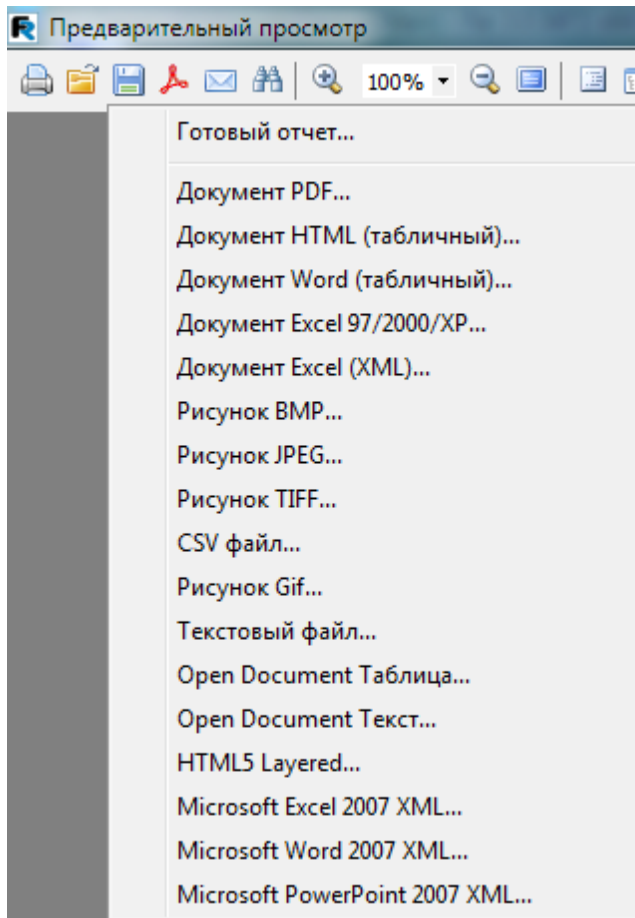 Предварительный просмотр
100%
Готовый отчет...
Документ PDF...
Документ HTML (табличный)...
Документ Word (табличный)...
Документ Excel 97/2000/XP...
Документ Excel (XML)...
Рисунок BMP...
Рисунок JPEG...
Рисунок TIFF...
CSV файл...
Рисунок Gif...
Текстовый файл...
Open Document Таблица...
Open Document Текст...
HTML5 Layered...
Microsoft Excel 2007 XML...
Microsoft Word 2007 XML...
Microsoft PowerPoint 2007 XML...